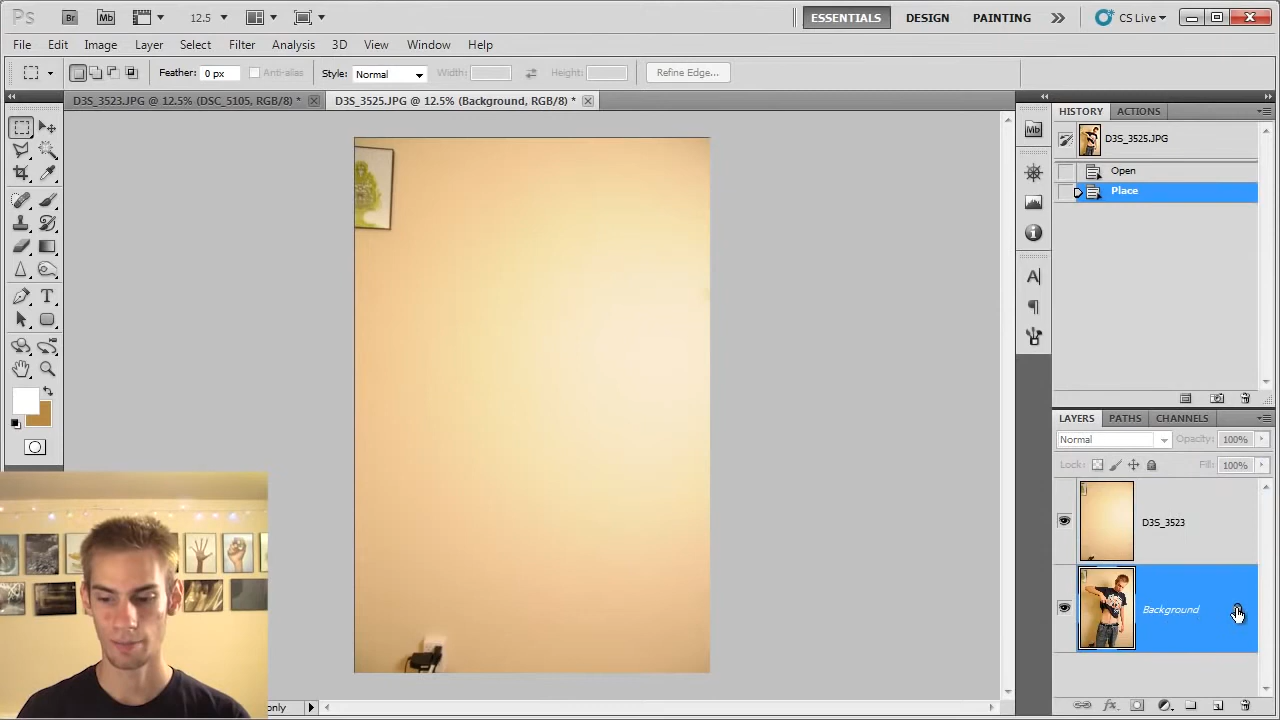 Ps Br Mb 12.5 ESSENTIALS DESIGN PAINTING CS Live
File Edit Image Layer Select Filter Analysis 3D View Window Help
Feather: 0 px Anti-alias Style: Normal Width: Height: Refine Edge...
D3S_3523.JPG @ 12.5% (DSC_5105, RGB/8) * D3S_3525.JPG @ 12.5% (Background, RGB/8) *
HISTORY ACTIONS
D3S_3525.JPG
Open
Place
LAYERS PATHS CHANNELS
Normal Opacity: 100%
Lock: Fill: 100%
D3S_3523
Background
only